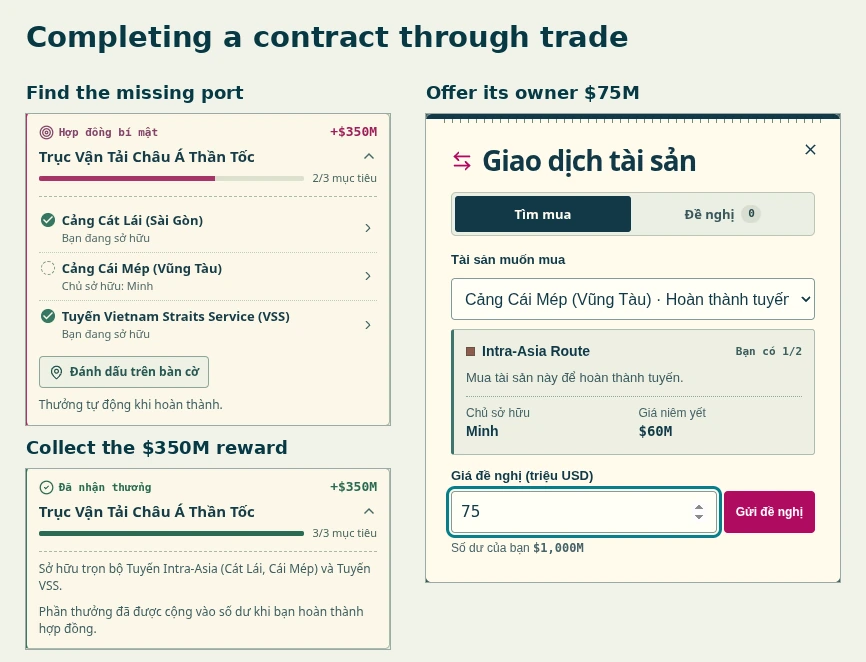 Completing a contract through trade
Find the missing port
Hợp đồng bí mật
+$350M
Trục Vận Tải Châu Á Thần Tốc
2/3 mục tiêu
Cảng Cát Lái (Sài Gòn)
Bạn đang sở hữu
Cảng Cái Mép (Vũng Tàu)
Chủ sở hữu: Minh
Tuyến Vietnam Straits Service (VSS)
Bạn đang sở hữu
Đánh dấu trên bàn cờ
Thưởng tự động khi hoàn thành.
Collect the $350M reward
Đã nhận thưởng
+$350M
Trục Vận Tải Châu Á Thần Tốc
3/3 mục tiêu
Sở hữu trọn bộ Tuyến Intra-Asia (Cát Lái, Cái Mép) và Tuyến
VSS.
Phần thưởng đã được cộng vào số dư khi bạn hoàn thành
hợp đồng.
Offer its owner $75M
Giao dịch tài sản
Tìm mua
Đề nghị 0
Tài sản muốn mua
Cảng Cái Mép (Vũng Tàu) · Hoàn thành tuyến
Intra-Asia Route
Bạn có 1/2
Mua tài sản này để hoàn thành tuyến.
Chủ sở hữu
Giá niêm yết
Minh
$60M
Giá đề nghị (triệu USD)
75
Gửi đề nghị
Số dư của bạn $1,000M